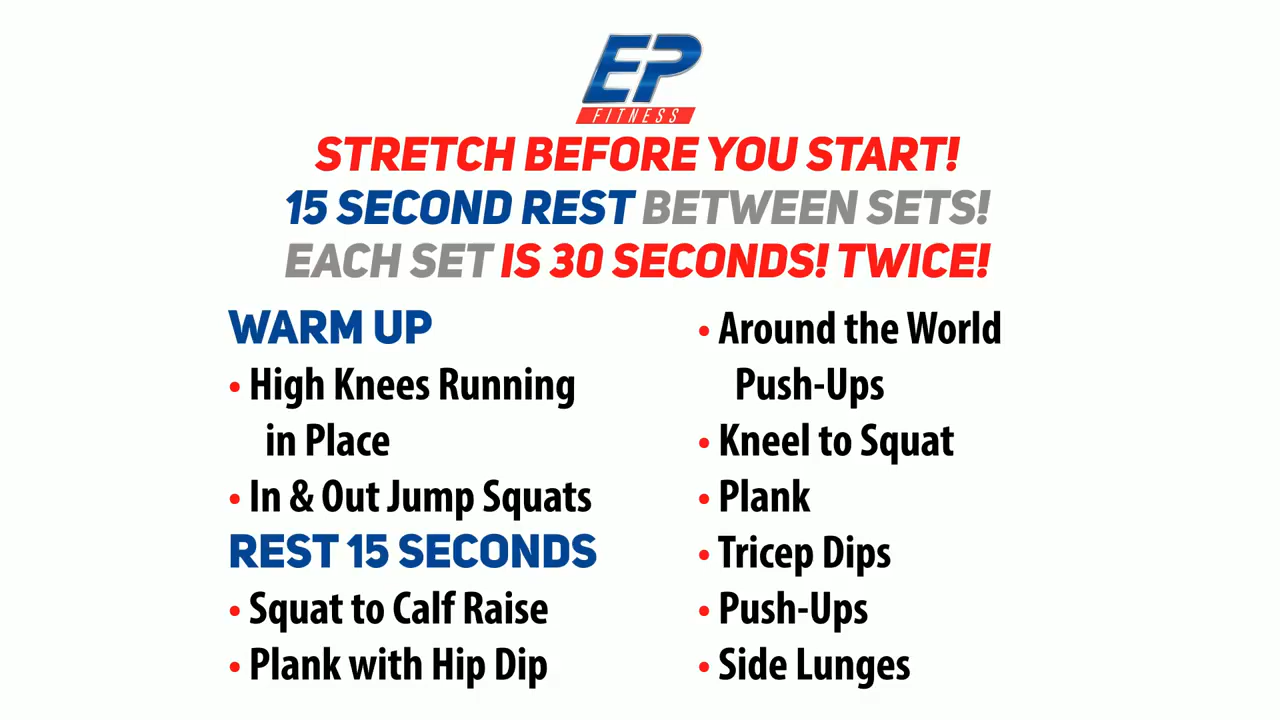 EP
FITNESS
STRETCH BEFORE YOU START!
15 SECOND REST BETWEEN SETS!
EACH SET IS 30 SECONDS! TWICE!
WARM UP
• High Knees Running
in Place
• In & Out Jump Squats
REST 15 SECONDS
• Squat to Calf Raise
• Plank with Hip Dip
• Around the World
Push-Ups
• Kneel to Squat
• Plank
• Tricep Dips
• Push-Ups
• Side Lunges